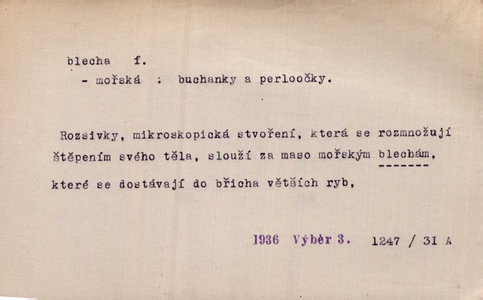 blecha f.
- mořská : buchanky a perloočky.
Rozsivky, mikroskopická stvoření, která se rozmnožují
štěpením svého těla, slouží za maso mořským blechám,
které se dostávají do břicha větších ryb,
1936 Výběr 3. 1247 / 31 A